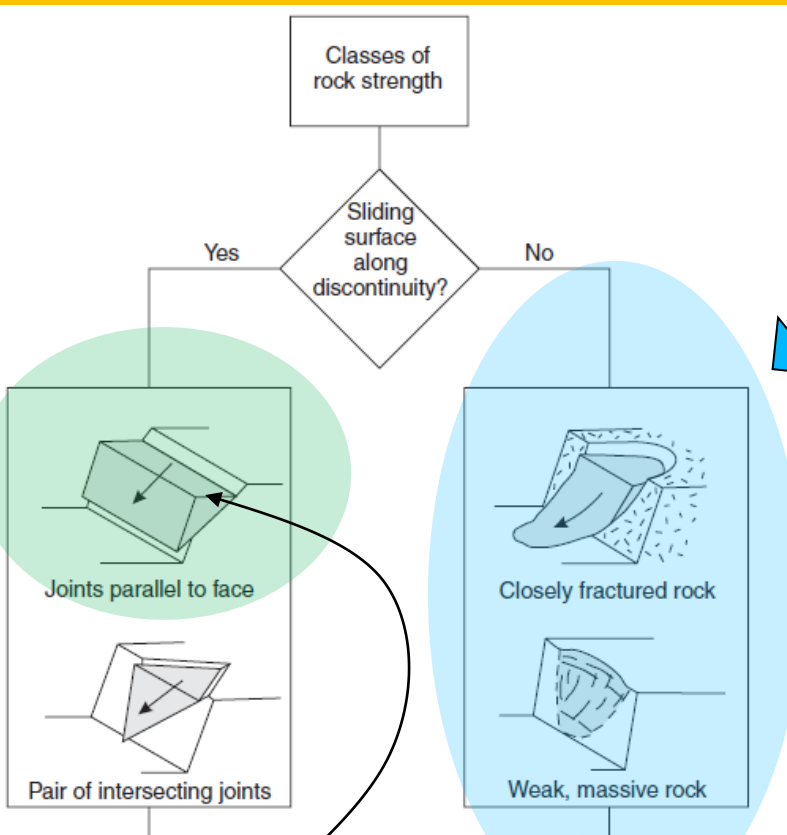 Classes of
rock strength
Sliding
surface
along
discontinuity?
Yes
No
Joints parallel to face
Closely fractured rock
Pair of intersecting joints
Weak, massive rock